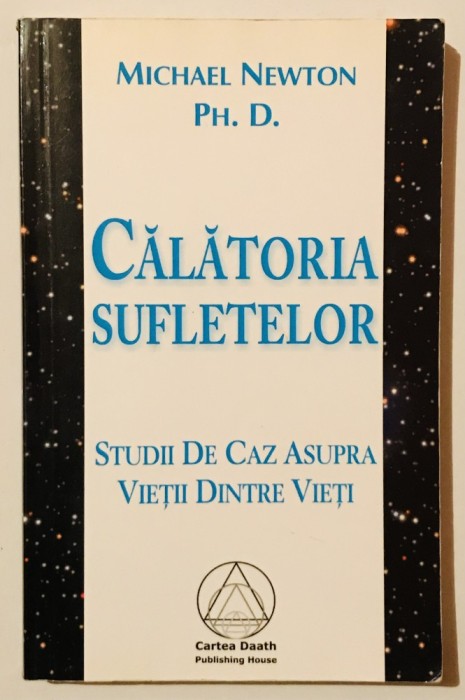 MICHAEL NEWTON
PH. D.
CĂLĂTORIA
SUFLETELOR
STUDII DE CAZ ASUPRA
VIEȚII DINTRE VIEȚI
Cartea Daath
Publishing House